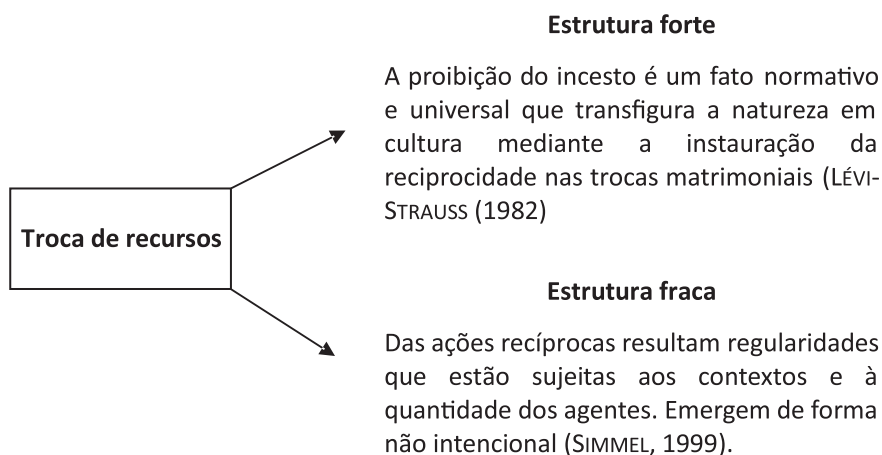 Estrutura forte
A proibição do incesto é um fato normativo
e universal que transfigura a natureza em
cultura mediante a instauração da
reciprocidade nas trocas matrimoniais (LÉVI-
STRAUSS (1982)
Troca de recursos
Estrutura fraca
Das ações recíprocas resultam regularidades
que estão sujeitas aos contextos e à
quantidade dos agentes. Emergem de forma
não intencional (SIMMEL, 1999).